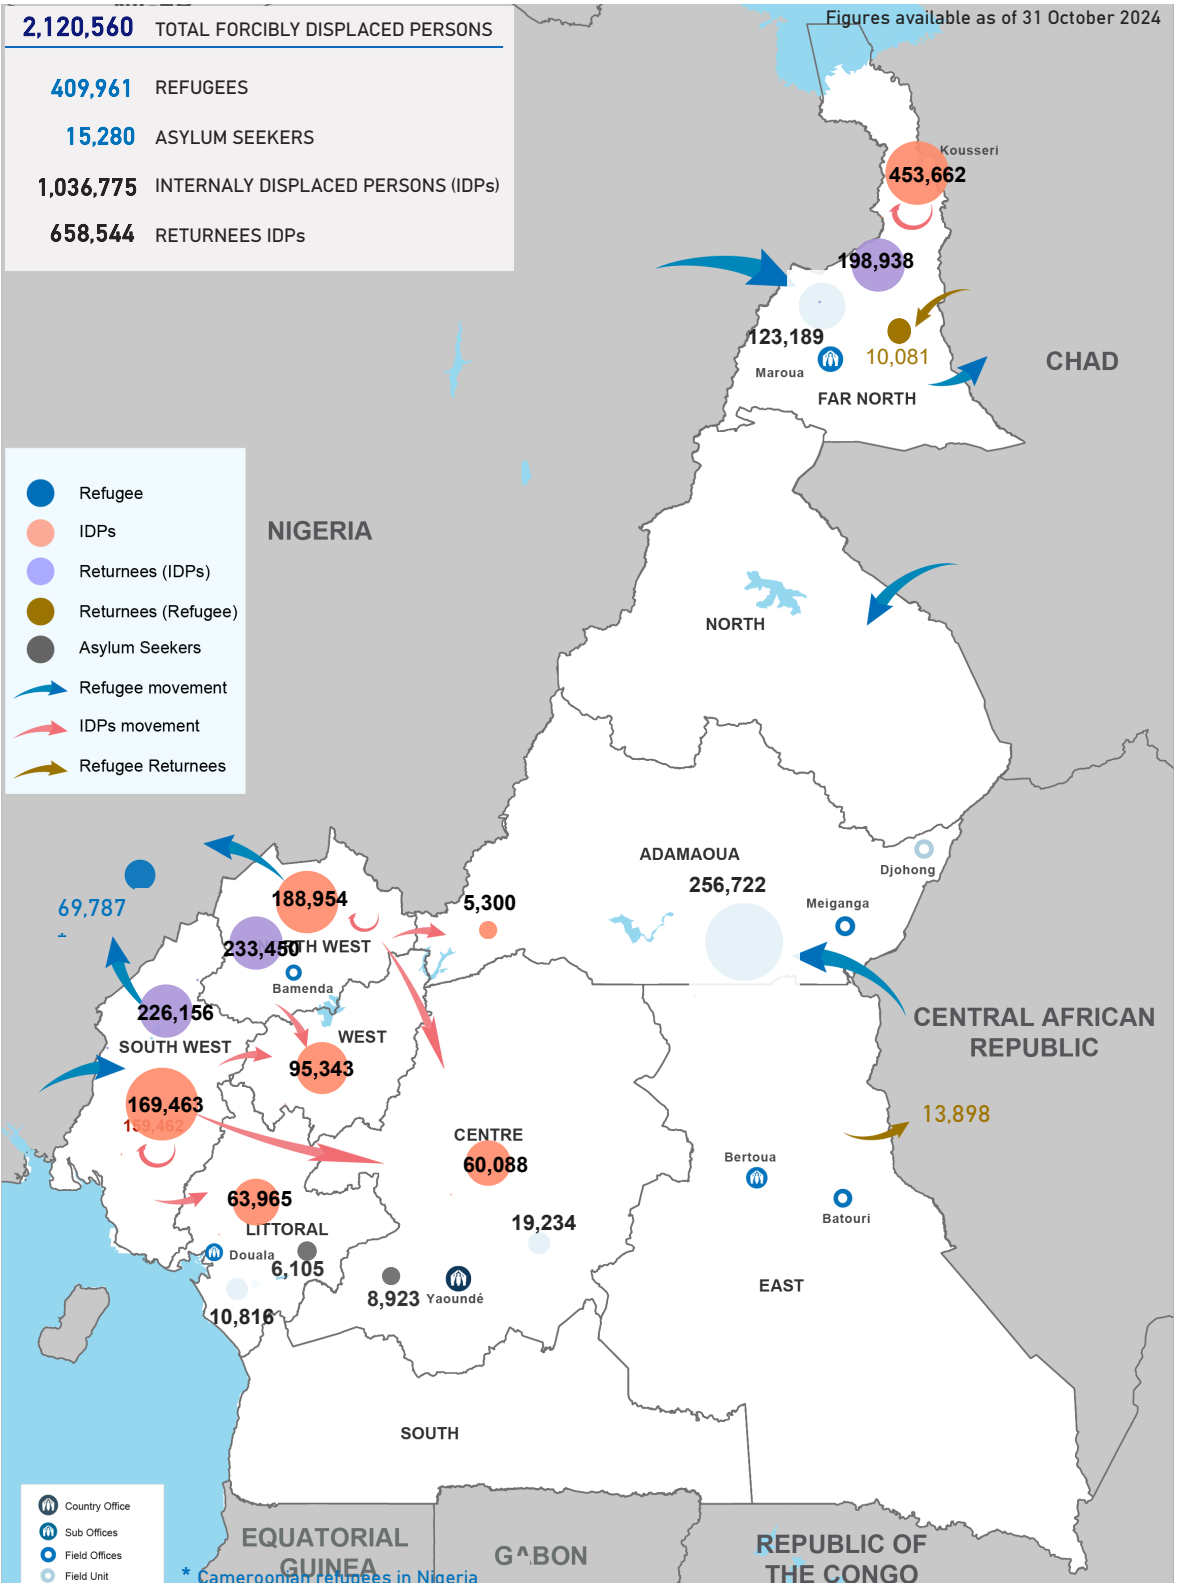 Figures available as of 31 October 2024
2,120,560 TOTAL FORCIBLY DISPLACED PERSONS
409,961 REFUGEES
15,280 ASYLUM SEEKERS
1,036,775 INTERNALY DISPLACED PERSONS (IDPs)
658,544 RETURNEES IDPs
Kousseri
453,662
198,938
123,189
10,081
Maroua
FAR NORTH
CHAD
Refugee
IDPs
Returnees (IDPs)
Returnees (Refugee)
Asylum Seekers
Refugee movement
IDPs movement
Refugee Returnees
NIGERIA
NORTH
ADAMAOUA
256,722
Djohong
Meiganga
69,787
*
188,954
5,300
233,450
NORTH WEST
Bamenda
226,156
SOUTH WEST
WEST
95,343
CENTRAL AFRICAN
REPUBLIC
169,463
159,462
13,898
CENTRE
60,088
Bertoua
Batouri
63,965
LITTORAL
19,234
Douala
6,105
8,923 Yaoundé
10,816
EAST
SOUTH
Country Office
Sub Offices
Field Offices
Field Unit
EQUATORIAL
GUINEA
GABON
REPUBLIC OF
THE CONGO
* Cameroonian refugees in Nigeria